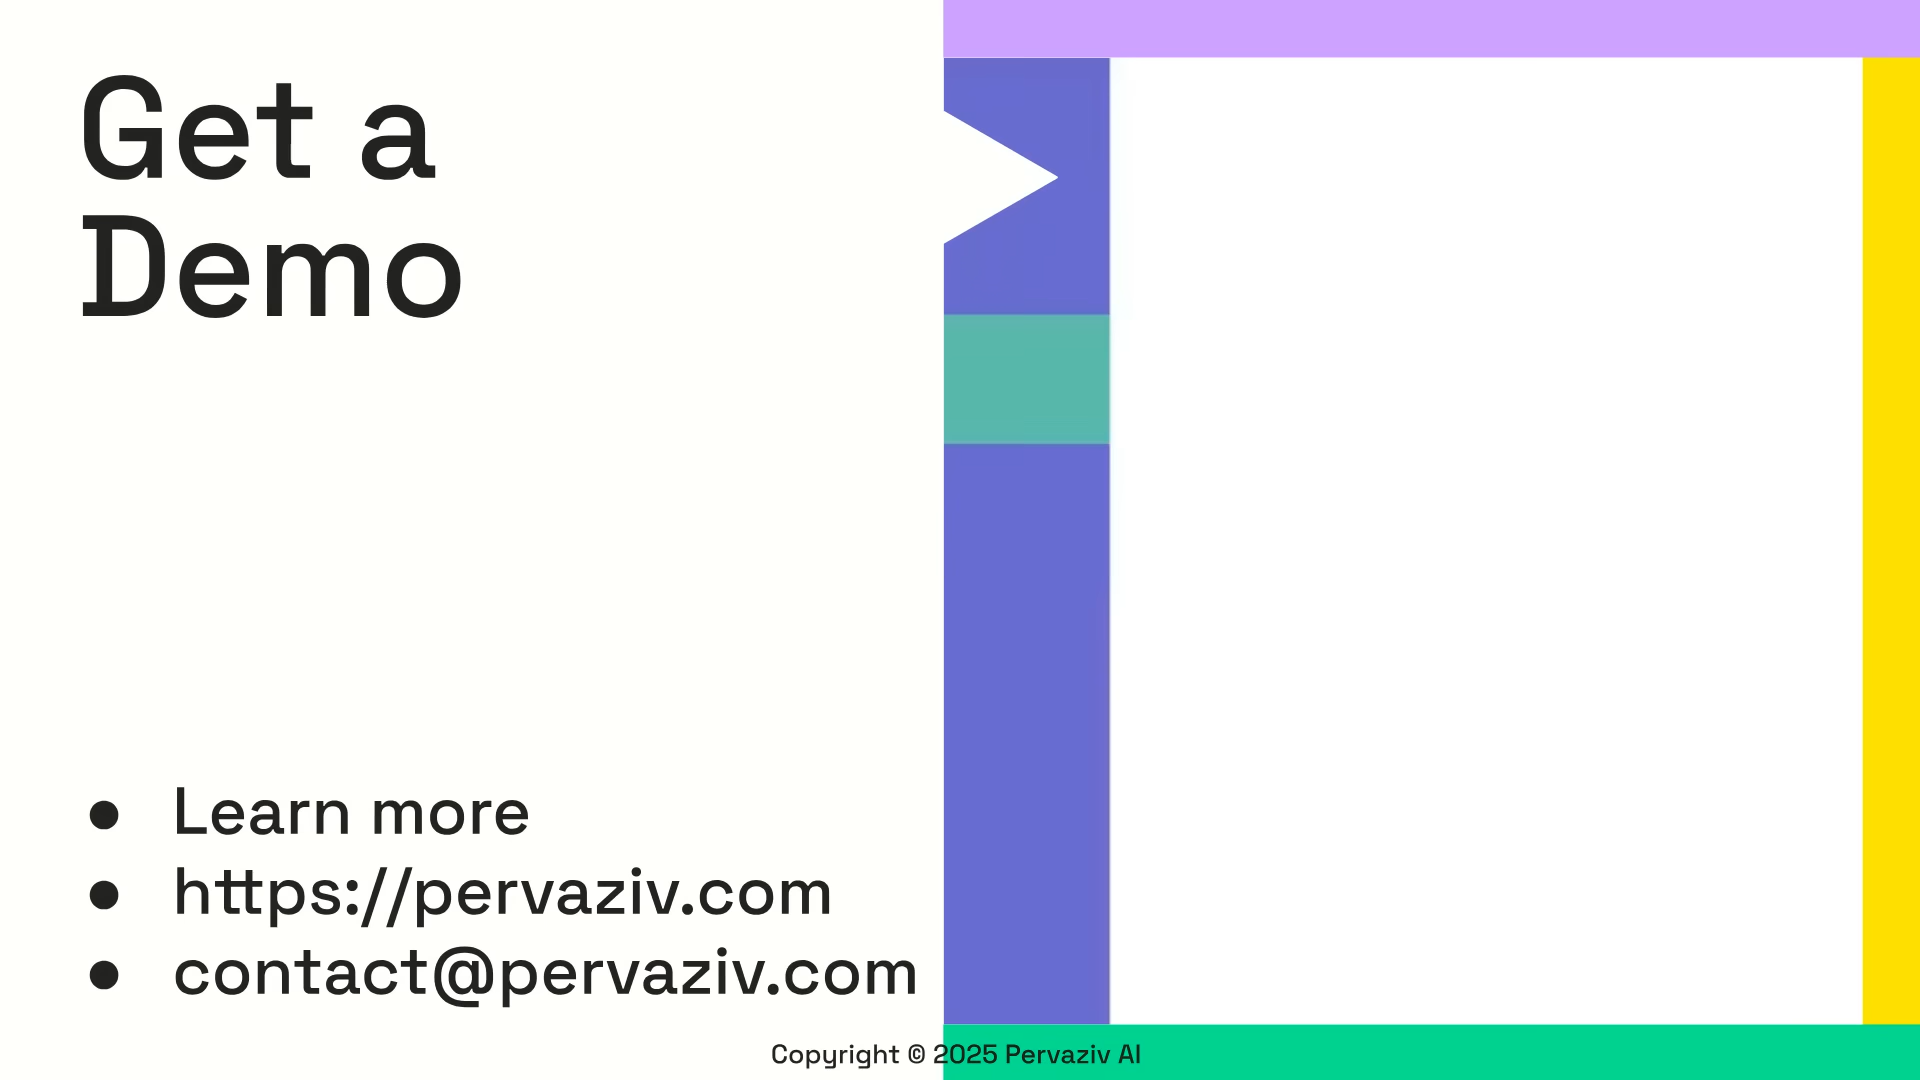 Get a
Demo
● Learn more
● https://pervaziv.com
● contact@pervaziv.com
Copyright © 2025 Pervaziv AI